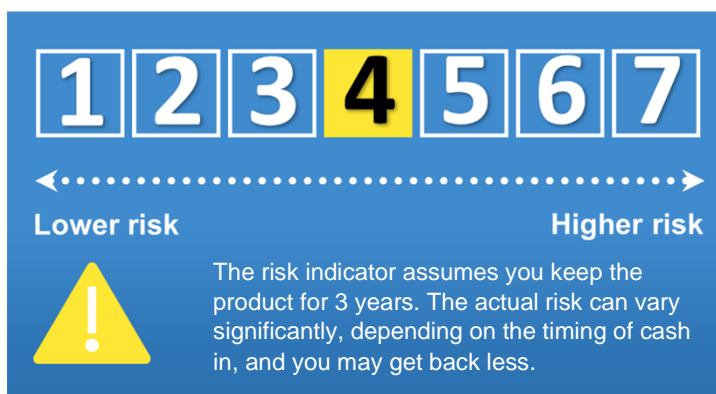 1 2 3 4 5 6 7
Lower risk Higher risk
!
The risk indicator assumes you keep the
product for 3 years. The actual risk can vary
significantly, depending on the timing of cash
in, and you may get back less.